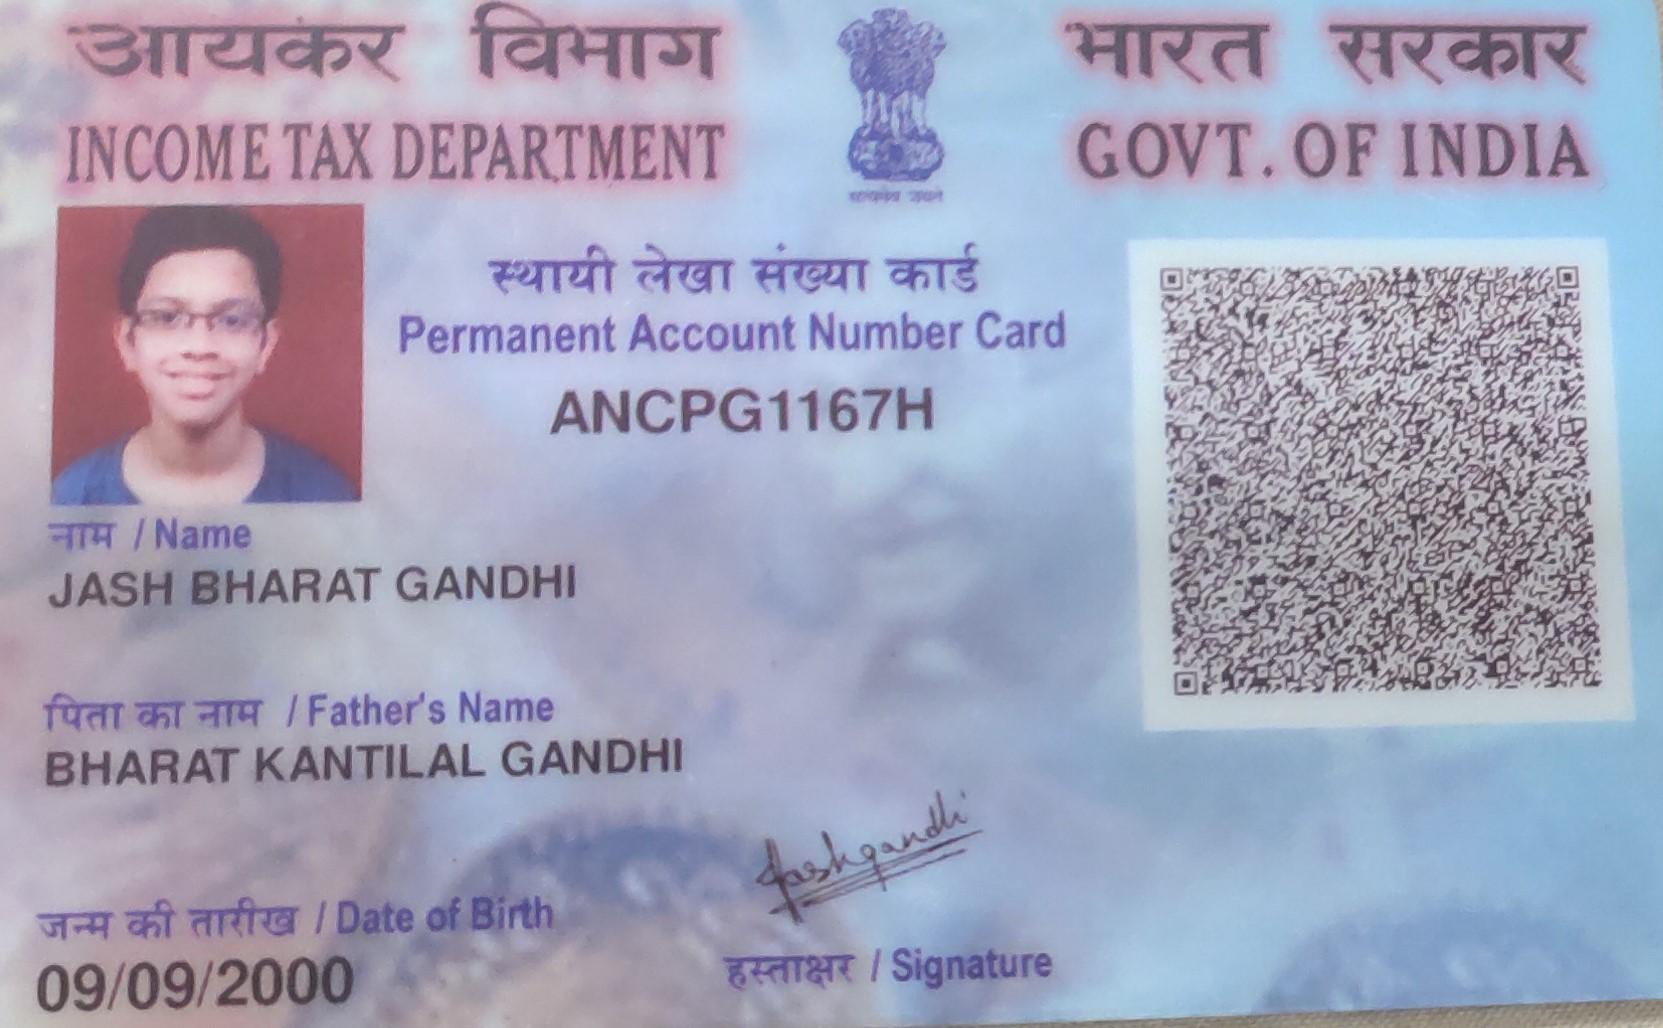 आयकर विभाग
INCOME TAX DEPARTMENT
सत्यमेव जयते
भारत सरकार
GOVT. OF INDIA
स्थायी लेखा संख्या कार्ड
Permanent Account Number Card
ANCPG1167H
नाम / Name
JASH BHARAT GANDHI
पिता का नाम / Father's Name
BHARAT KANTILAL GANDHI
जन्म की तारीख / Date of Birth
09/09/2000
Jashgandhi
हस्ताक्षर / Signature